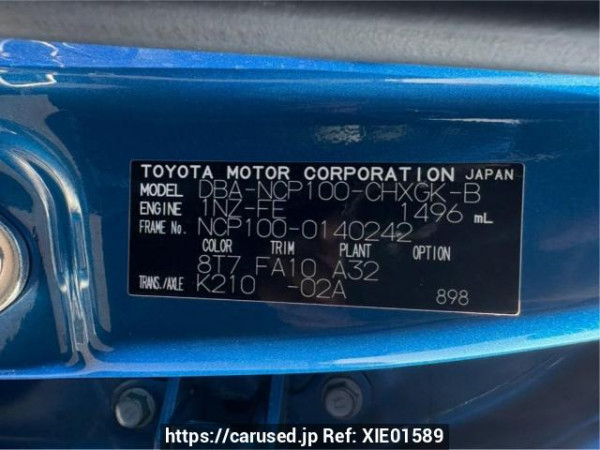 TOYOTA MOTOR CORPORATION JAPAN
MODEL DBA-NCP100-CHXGK-B
ENGINE 1NZ-FE 1496 mL
FRAME No. NCP100-0140242
COLOR TRIM PLANT OPTION
8T7 FA10 A32
TRANS./AXLE K210 -02A
898
https://carused.jp Ref: XIE01589